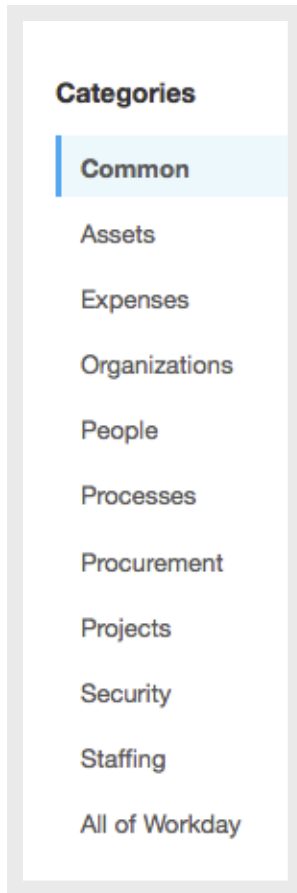 Categories
Common
Assets
Expenses
Organizations
People
Processes
Procurement
Projects
Security
Staffing
All of Workday